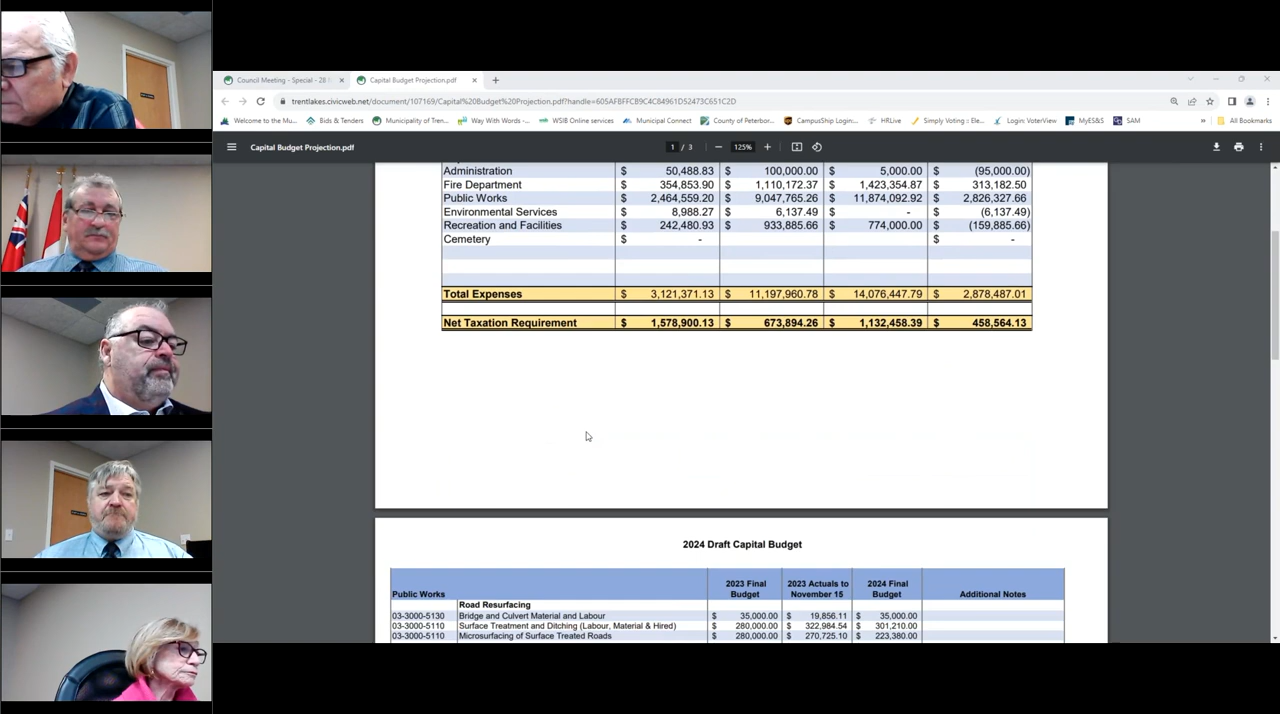 Council Meeting - Special - 28
Capital Budget Projection.pdf
trentlakes.civicweb.net/document/107169/Capital%20Budget%20Projection.pdf?handle=605AFBFFCB9C4C84961D52473C651C2D
Welcome to the Mu... Bids & Tenders Municipality of Tren... Way With Words -... WSIB Online services Municipal Connect County of Peterbor... CampusShip Login:... HRLive Simply Voting :: Ele... Login: VoterView MyES&S SAM » All Bookmarks
Capital Budget Projection.pdf 1 / 3 125%
Administration $ 50,488.83 $ 100,000.00 $ 5,000.00 $ (95,000.00)
Fire Department $ 354,853.90 $ 1,110,172.37 $ 1,423,354.87 $ 313,182.50
Public Works $ 2,464,559.20 $ 9,047,765.26 $ 11,874,092.92 $ 2,826,327.66
Environmental Services $ 8,988.27 $ 6,137.49 $ - $ (6,137.49)
Recreation and Facilities $ 242,480.93 $ 933,885.66 $ 774,000.00 $ (159,885.66)
Cemetery $ - $ -
Total Expenses $ 3,121,371.13 $ 11,197,960.78 $ 14,076,447.79 $ 2,878,487.01
Net Taxation Requirement $ 1,578,900.13 $ 673,894.26 $ 1,132,458.39 $ 458,564.13
2024 Draft Capital Budget
2023 Final 2023 Actuals to 2024 Final
Public Works Budget November 15 Budget Additional Notes
Road Resurfacing
03-3000-5130 Bridge and Culvert Material and Labour $ 35,000.00 $ 19,856.11 $ 35,000.00
03-3000-5110 Surface Treatment and Ditching (Labour, Material & Hired) $ 280,000.00 $ 322,984.54 $ 301,210.00
03-3000-5110 Microsurfacing of Surface Treated Roads $ 280,000.00 $ 270,725.10 $ 223,380.00